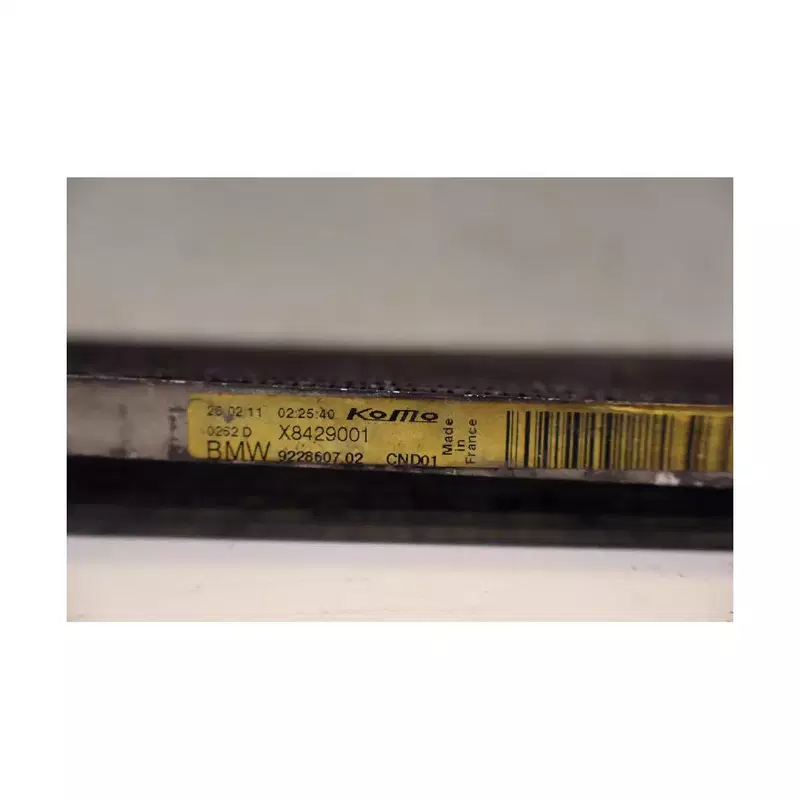 26.02.11 02:25:40 KoMo
0262 D X8429001
BMW 9228607.02 CND01
Made
in
France